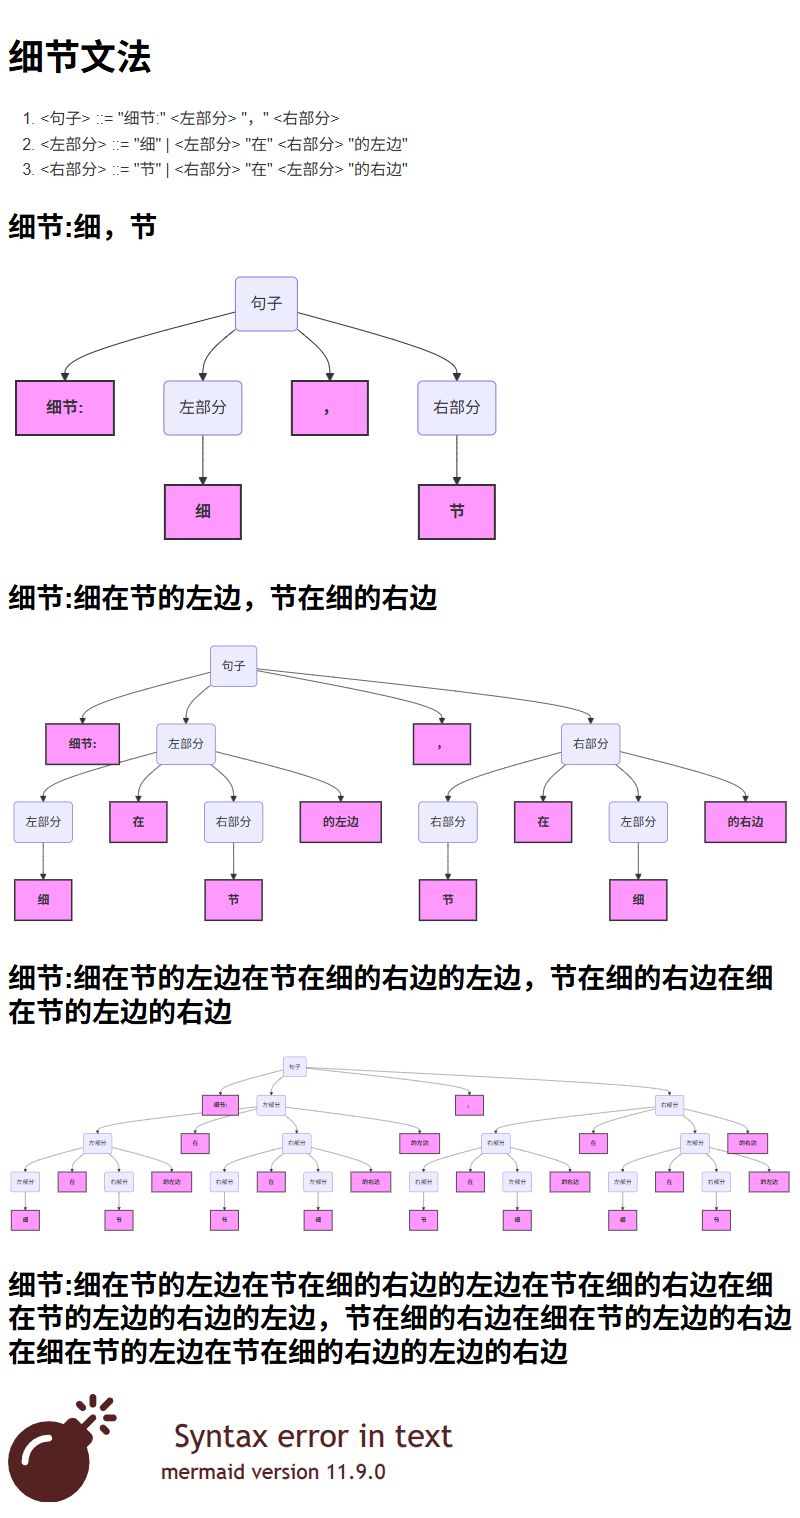 细节文法
1. <句子> ::= "细节:" <左部分> "，" <右部分>
2. <左部分> ::= "细" | <左部分> "在" <右部分> "的左边"
3. <右部分> ::= "节" | <右部分> "在" <左部分> "的右边"
细节:细，节
句子
细节: 左部分 ， 右部分
细 节
细节:细在节的左边，节在细的右边
句子
细节: 左部分 ， 右部分
左部分 在 右部分 的左边 右部分 在 左部分 的右边
细 节 节 细
细节:细在节的左边在节在细的右边的左边，节在细的右边在细
在节的左边的右边
句子
细节: 左部分 ， 右部分
左部分 在 右部分 的左边 右部分 在 左部分 的右边
左部分 在 右部分 的左边 右部分 在 左部分 的右边 右部分 在 左部分 的右边 左部分 在 右部分 的左边
细 节 节 细 节 细 细 节
细节:细在节的左边在节在细的右边的左边在节在细的右边在细
在节的左边的右边的左边，节在细的右边在细在节的左边的右边
在细在节的左边在节在细的右边的左边的右边
Syntax error in text
mermaid version 11.9.0